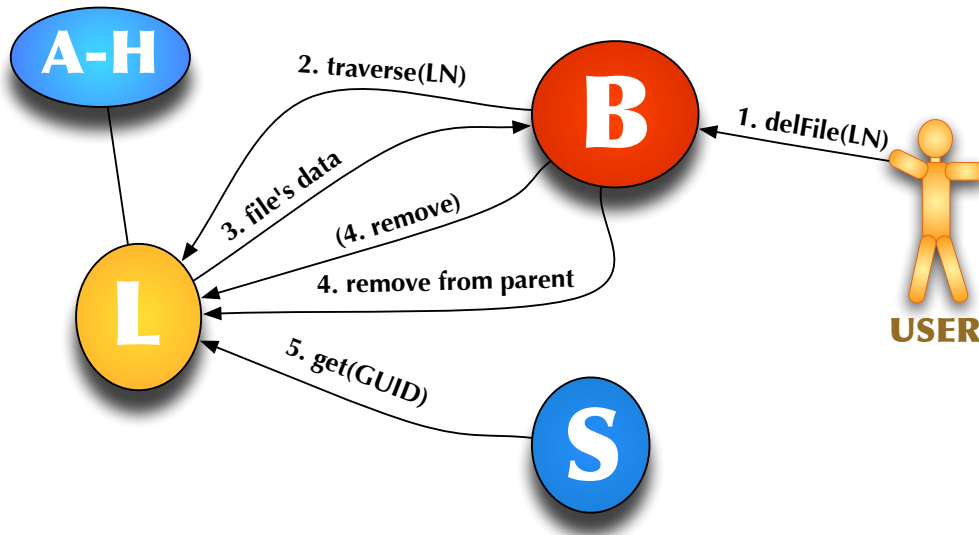 A-H
2. traverse(LN)
B
1. delFile(LN)
3. file's data
(4. remove)
4. remove from parent
L
USER
5. get(GUID)
S